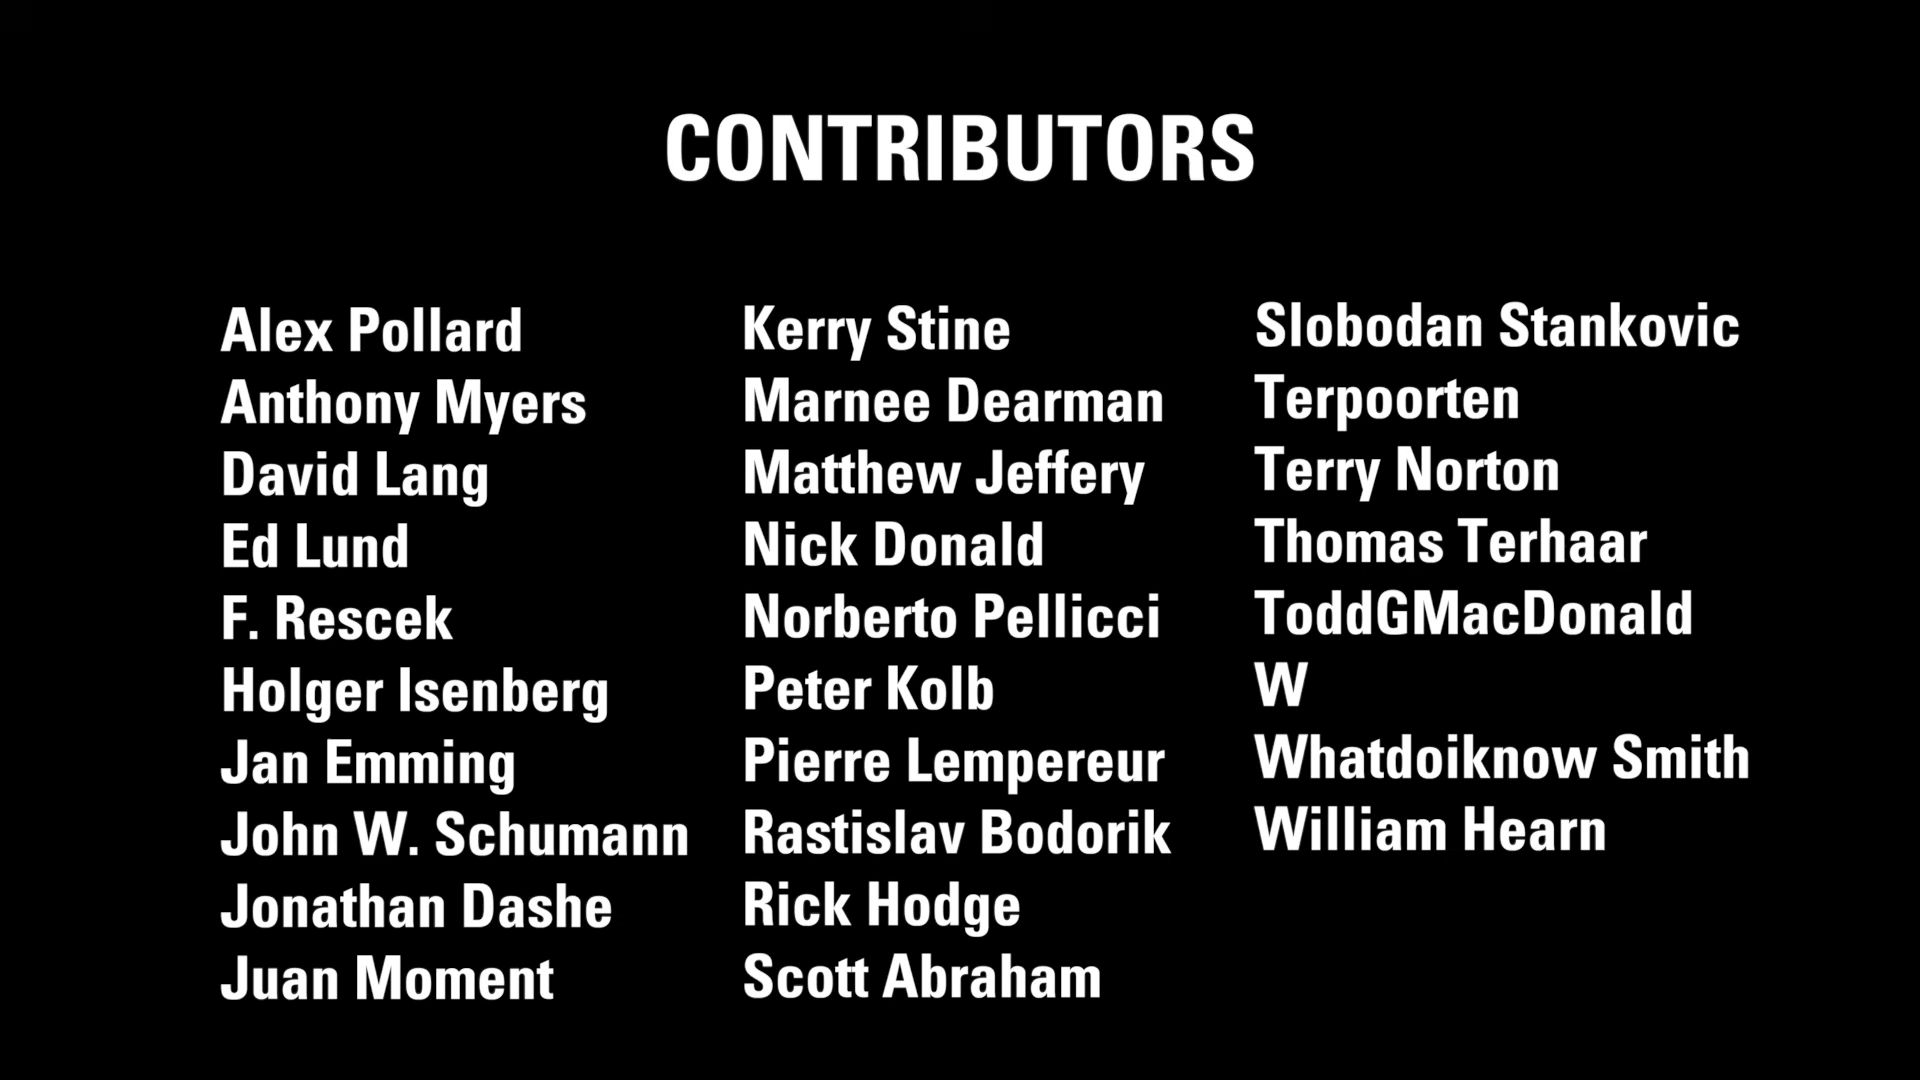 CONTRIBUTORS
Alex Pollard
Anthony Myers
David Lang
Ed Lund
F. Rescek
Holger Isenberg
Jan Emming
John W. Schumann
Jonathan Dashe
Juan Moment
Kerry Stine
Marnee Dearman
Matthew Jeffery
Nick Donald
Norberto Pellicci
Peter Kolb
Pierre Lempereur
Rastislav Bodorik
Rick Hodge
Scott Abraham
Slobodan Stankovic
Terpoorten
Terry Norton
Thomas Terhaar
ToddGMacDonald
W
Whatdoiknow Smith
William Hearn